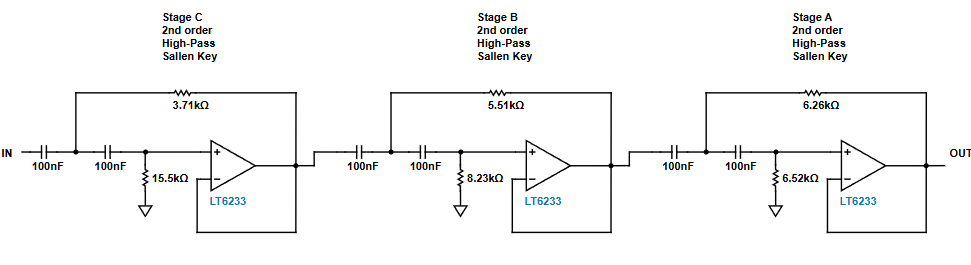 Stage C
2nd order
High-Pass
Sallen Key
Stage B
2nd order
High-Pass
Sallen Key
Stage A
2nd order
High-Pass
Sallen Key
3.71kΩ
5.51kΩ
6.26kΩ
IN
OUT
100nF
100nF
100nF
100nF
100nF
100nF
15.5kΩ
8.23kΩ
6.52kΩ
+
−
+
−
+
−
LT6233
LT6233
LT6233